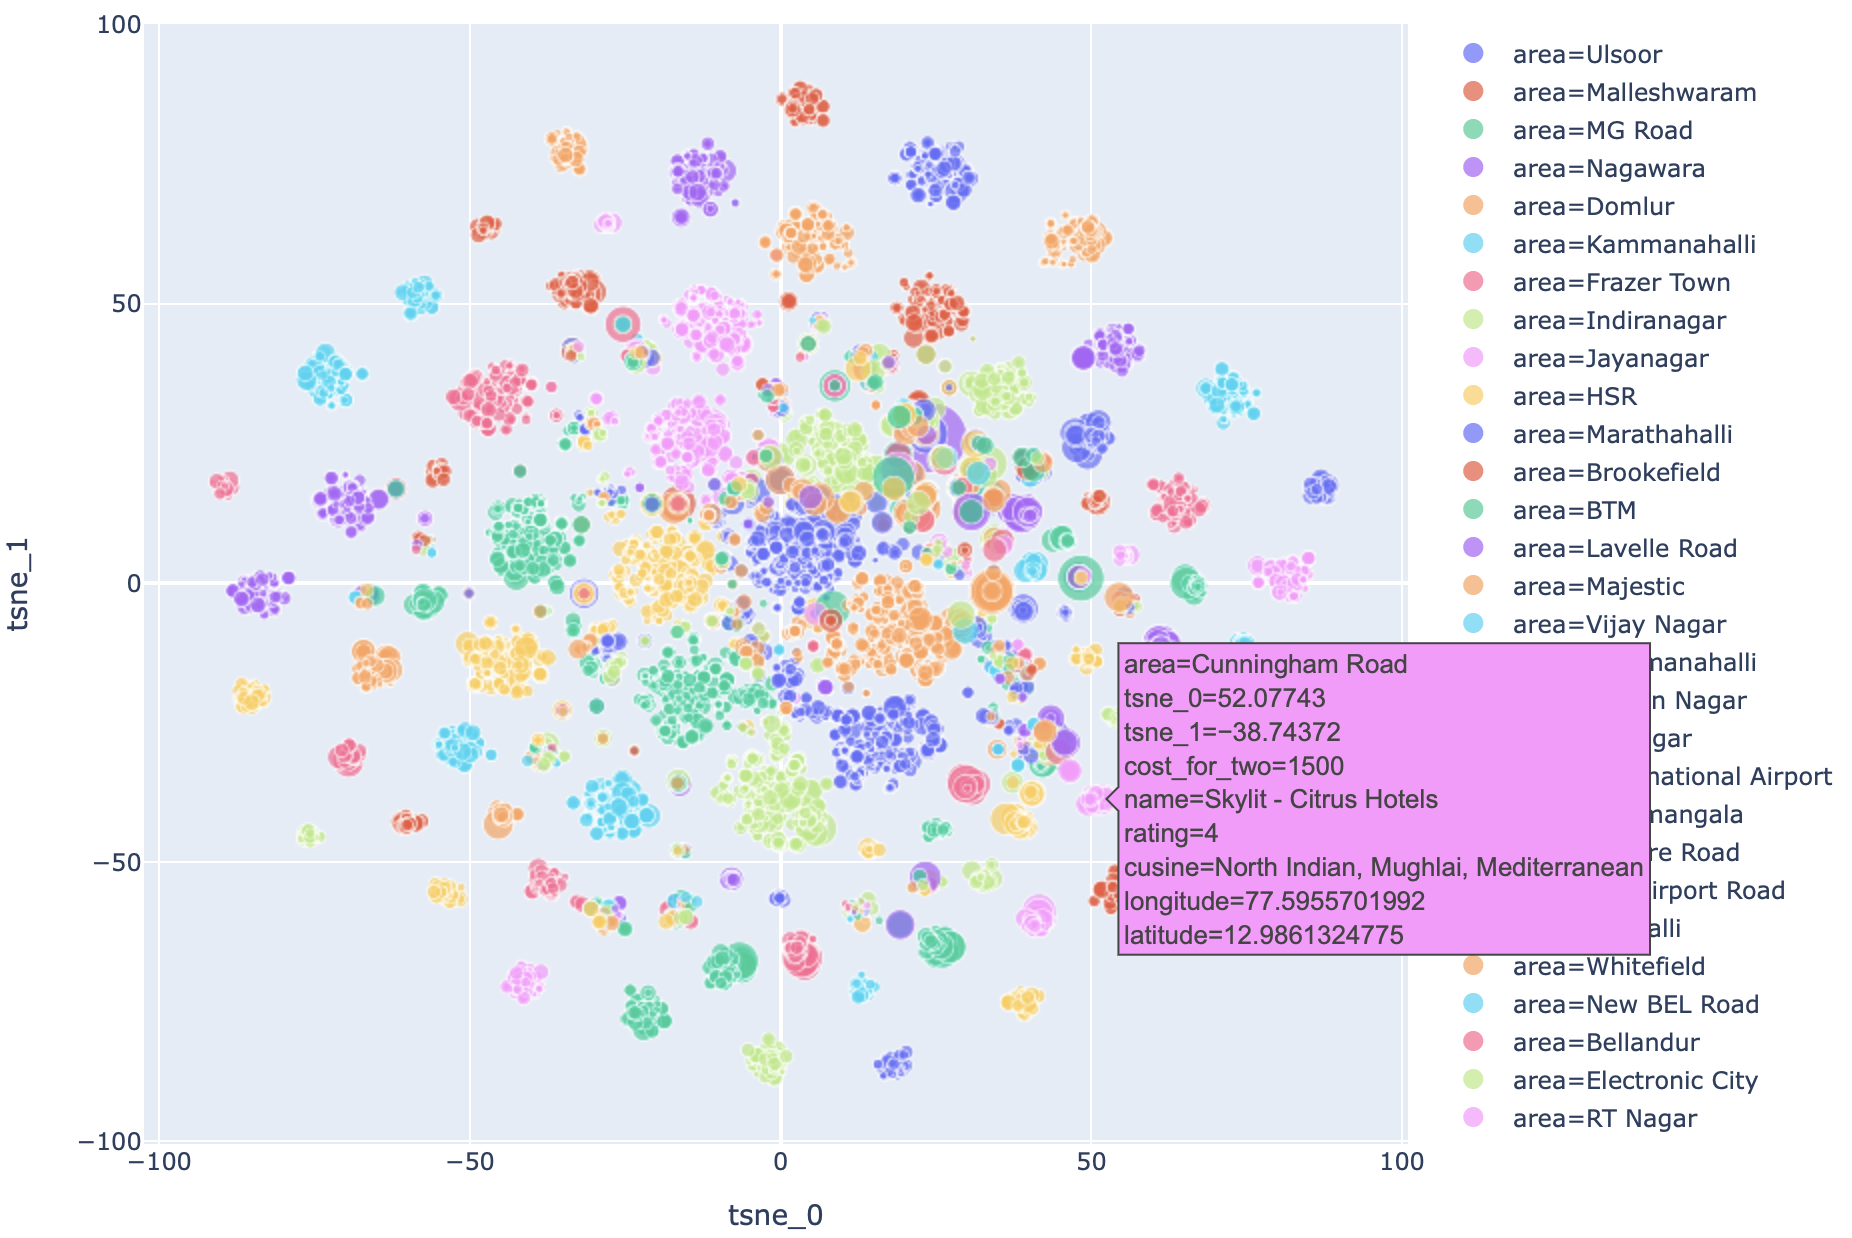 100
50
0
−50
−100
−100
−50
0
50
100
tsne_1
tsne_0
area=Ulsoor
area=Malleshwaram
area=MG Road
area=Nagawara
area=Domlur
area=Kammanahalli
area=Frazer Town
area=Indiranagar
area=Jayanagar
area=HSR
area=Marathahalli
area=Brookefield
area=BTM
area=Lavelle Road
area=Majestic
area=Vijay Nagar
manahalli
n Nagar
gar
national Airport
mangala
re Road
irport Road
alli
area=Whitefield
area=New BEL Road
area=Bellandur
area=Electronic City
area=RT Nagar
area=Cunningham Road
tsne_0=52.07743
tsne_1=−38.74372
cost_for_two=1500
name=Skylit - Citrus Hotels
rating=4
cusine=North Indian, Mughlai, Mediterranean
longitude=77.5955701992
latitude=12.9861324775